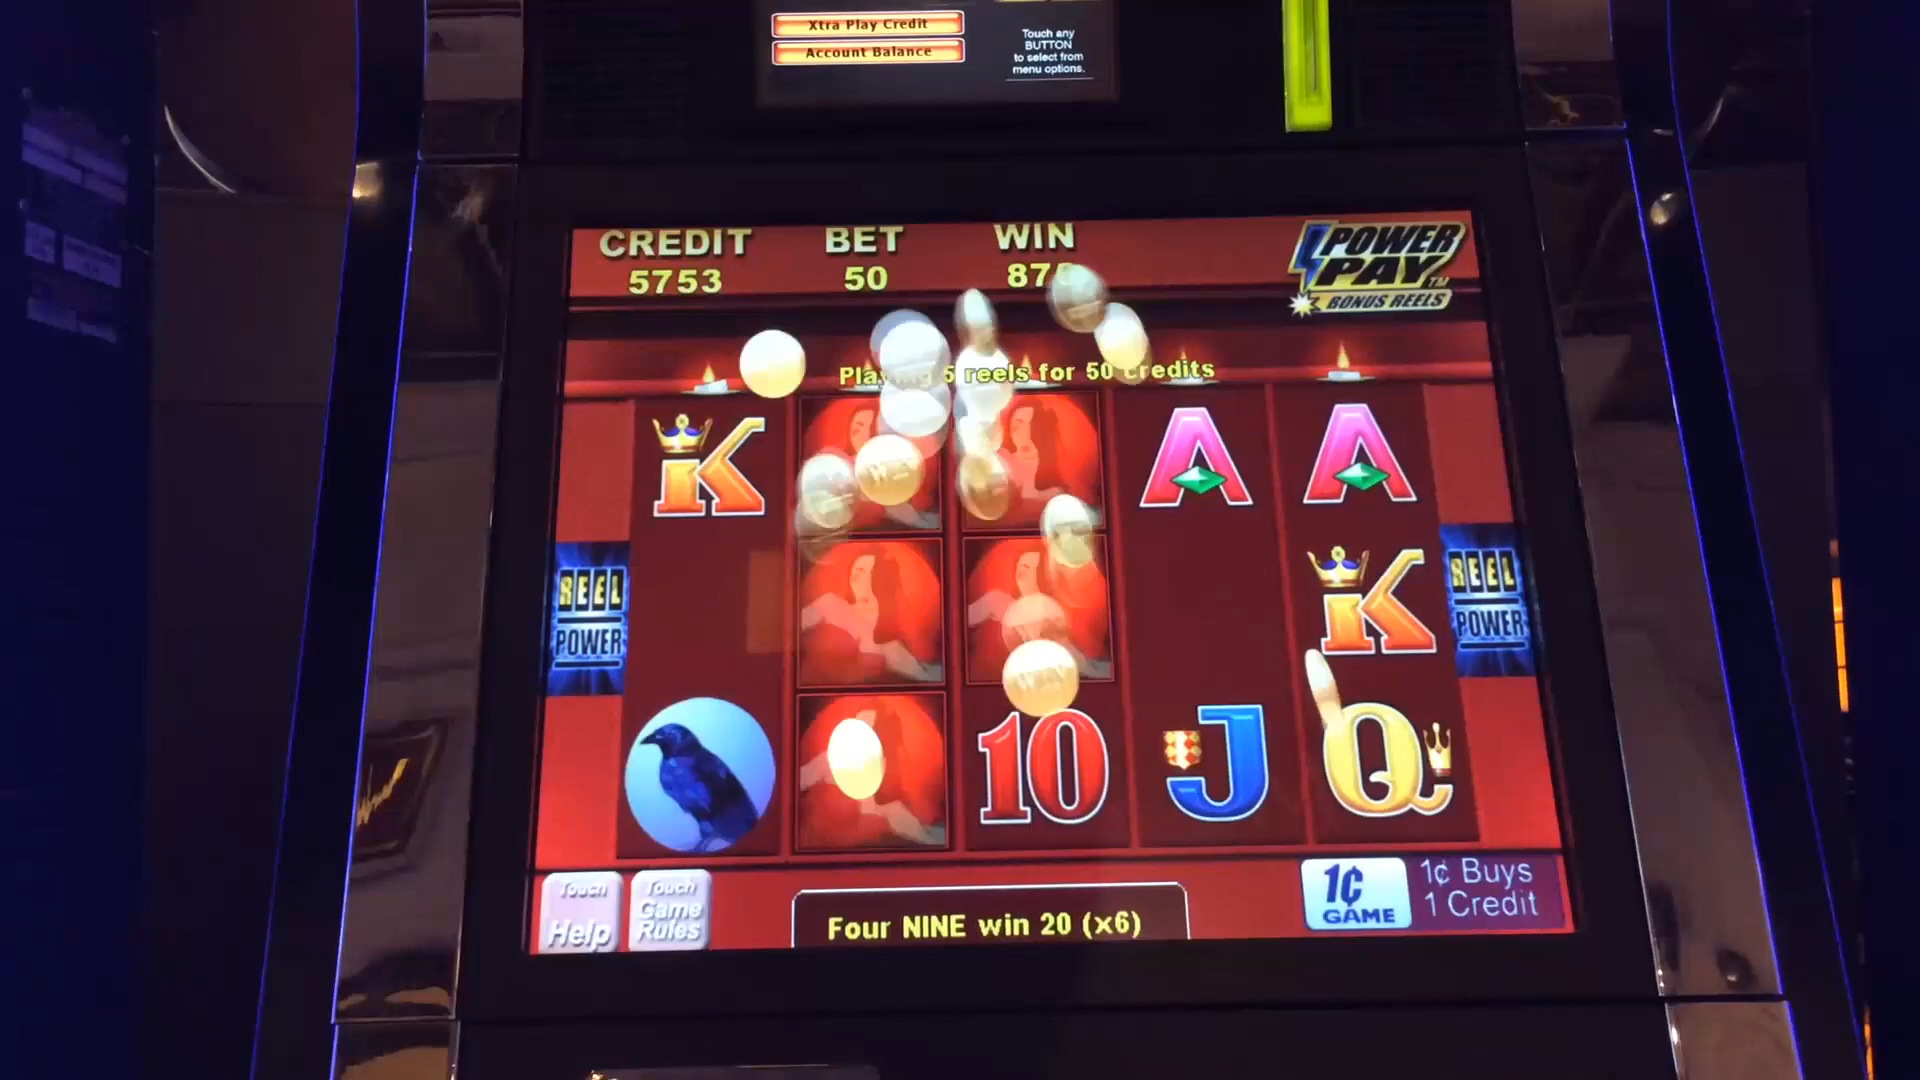 Xtra Play Credit
Account Balance
Touch any
BUTTON
to select from
menu options.
CREDIT
BET
WIN
5753
50
POWER
PAY™
BONUS REELS
5 reels for 50 credits
K
A
A
REEL
POWER
K
REEL
POWER
10
J
Q
Touch
Help
Touch
Game
Rules
Four NINE win 20 (x6)
1¢
GAME
1¢ Buys
1 Credit